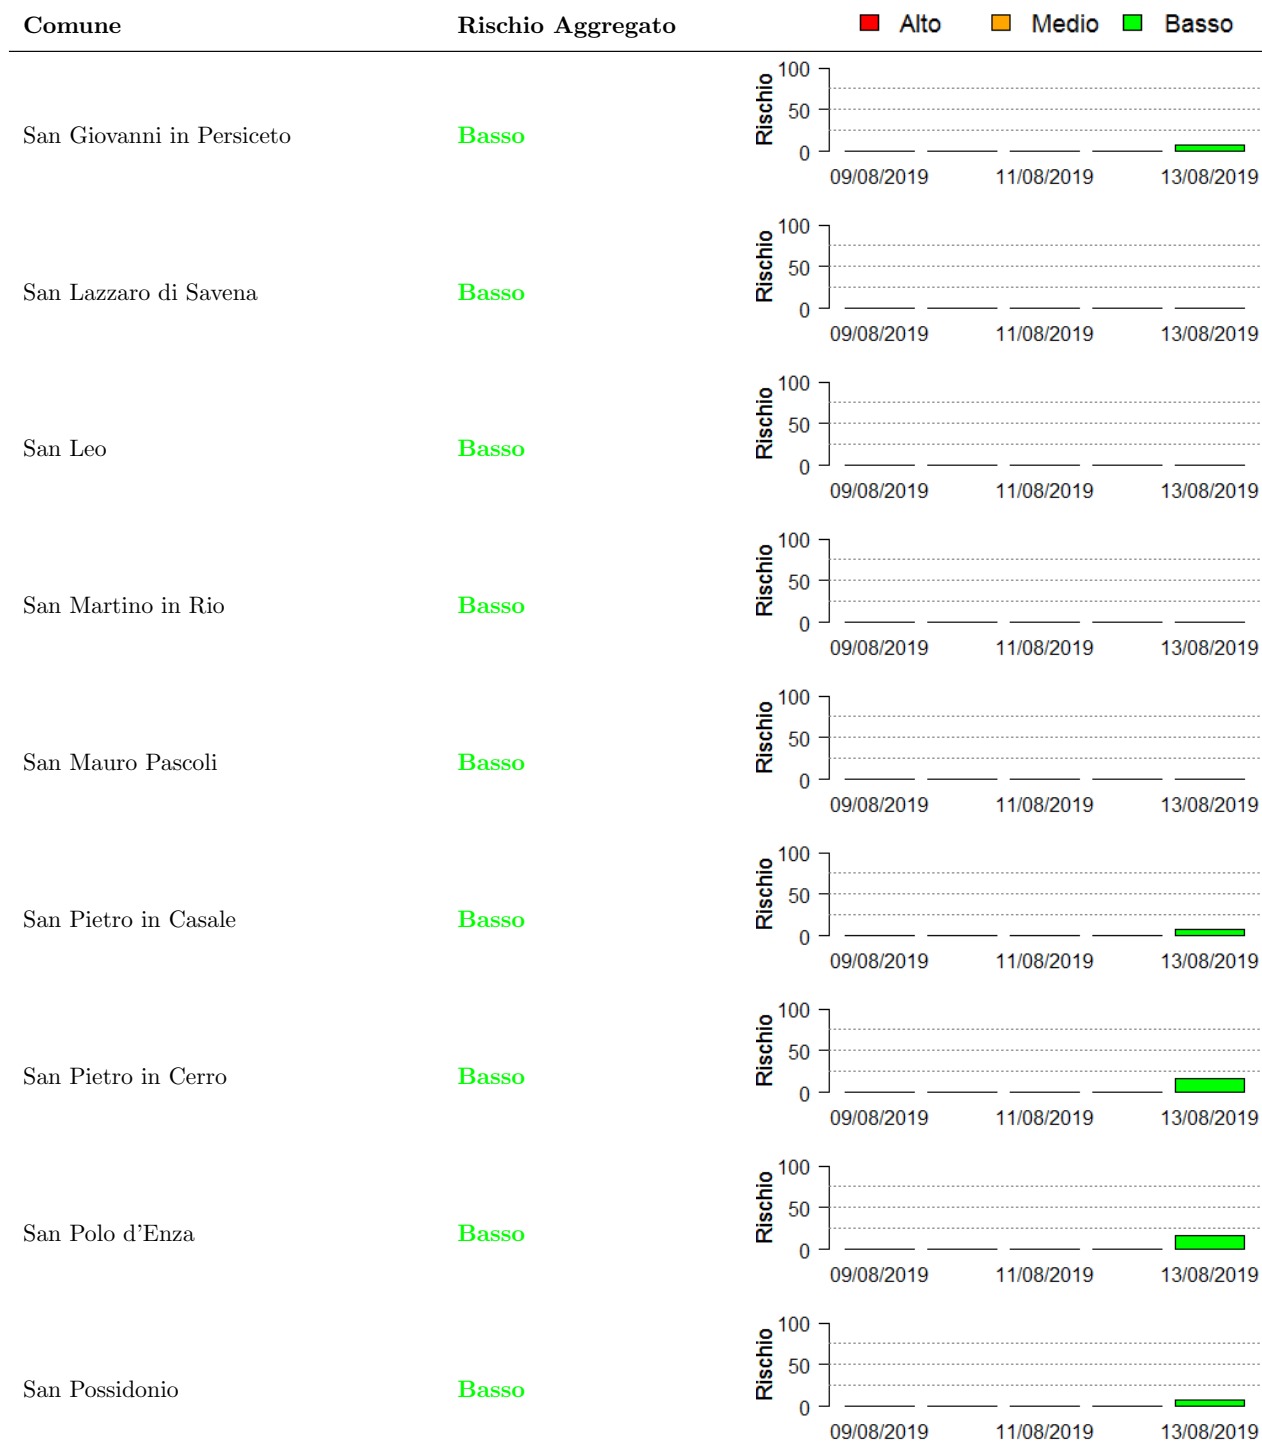 Comune Rischio Aggregato Alto Medio Basso
San Giovanni in Persiceto Basso
Rischio
100
50
0
09/08/2019 11/08/2019 13/08/2019
San Lazzaro di Savena Basso
Rischio
100
50
0
09/08/2019 11/08/2019 13/08/2019
San Leo Basso
Rischio
100
50
0
09/08/2019 11/08/2019 13/08/2019
San Martino in Rio Basso
Rischio
100
50
0
09/08/2019 11/08/2019 13/08/2019
San Mauro Pascoli Basso
Rischio
100
50
0
09/08/2019 11/08/2019 13/08/2019
San Pietro in Casale Basso
Rischio
100
50
0
09/08/2019 11/08/2019 13/08/2019
San Pietro in Cerro Basso
Rischio
100
50
0
09/08/2019 11/08/2019 13/08/2019
San Polo d'Enza Basso
Rischio
100
50
0
09/08/2019 11/08/2019 13/08/2019
San Possidonio Basso
Rischio
100
50
0
09/08/2019 11/08/2019 13/08/2019